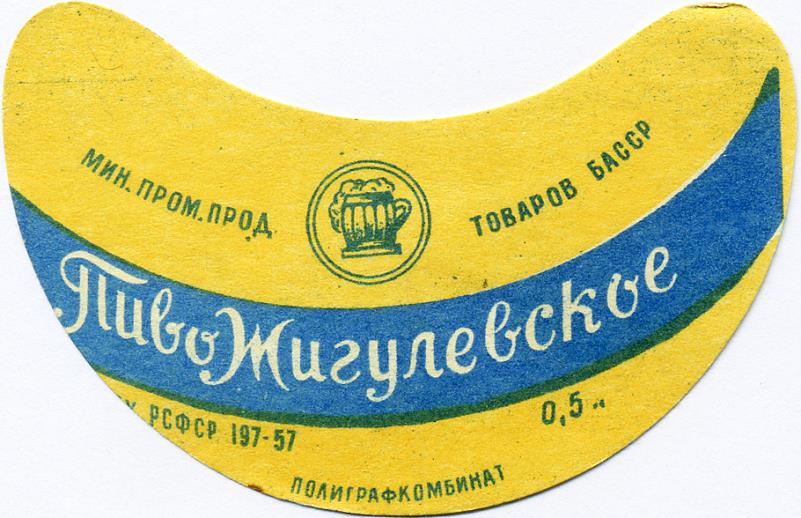 МИН. ПРОМ. ПРОД. ТОВАРОВ БАССР
Пиво Жигулевское
РСФСР 197-57
0,5 л
ПОЛИГРАФКОМБИНАТ